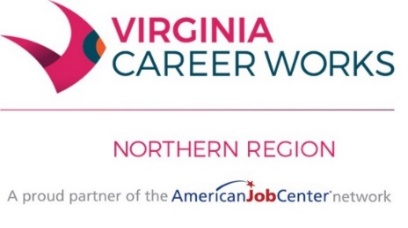 VIRGINIA
CAREER WORKS
NORTHERN REGION
A proud partner of the AmericanJobCenter network